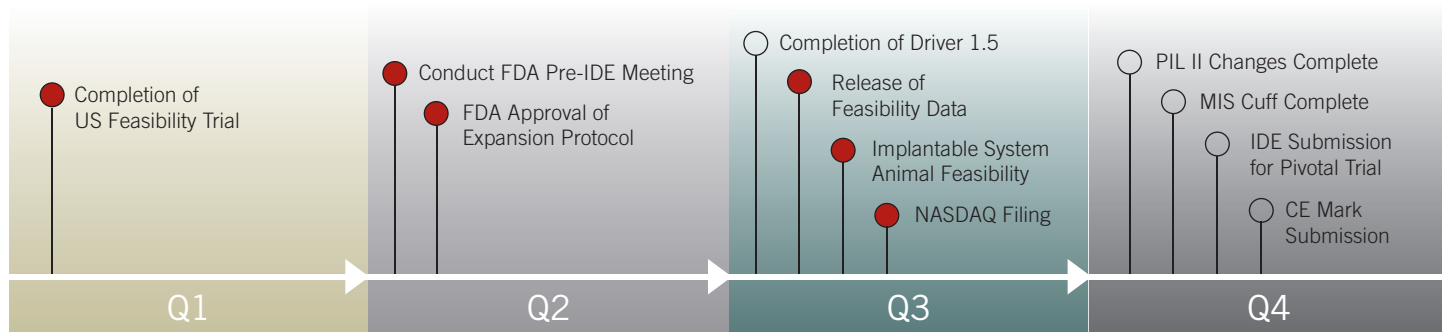 Completion of
US Feasibility Trial
Conduct FDA Pre-IDE Meeting
FDA Approval of
Expansion Protocol
Completion of Driver 1.5
Release of
Feasibility Data
Implantable System
Animal Feasibility
NASDAQ Filing
PIL II Changes Complete
MIS Cuff Complete
IDE Submission
for Pivotal Trial
CE Mark
Submission
Q1
Q2
Q3
Q4